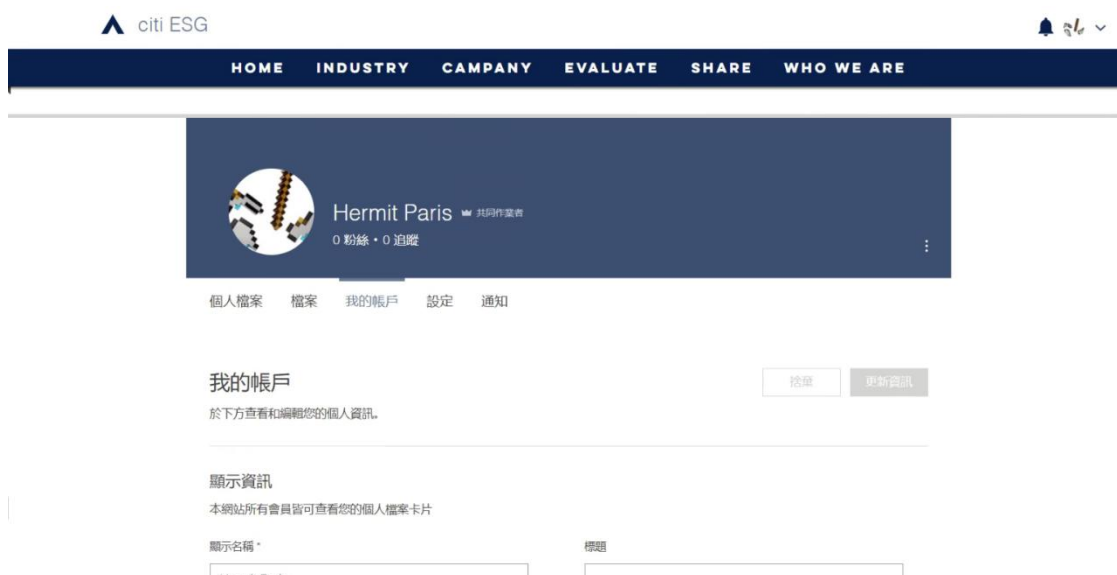 citi ESG
HOME INDUSTRY CAMPANY EVALUATE SHARE WHO WE ARE
Hermit Paris 共同作業者
0 粉絲・0 追蹤
個人檔案 檔案 我的帳戶 設定 通知
我的帳戶 捨棄 更新資訊
於下方查看和編輯您的個人資訊。
顯示資訊
本網站所有會員皆可查看您的個人檔案卡片
顯示名稱 * 標題